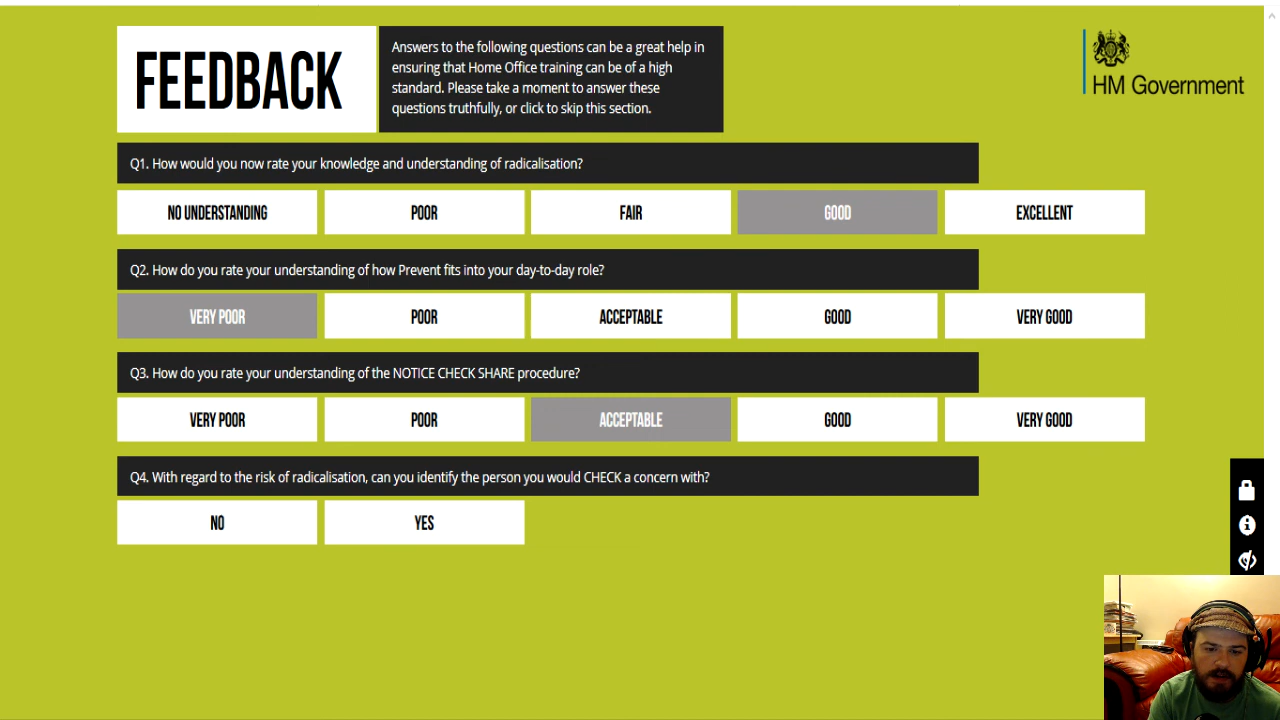 FEEDBACK
Answers to the following questions can be a great help in
ensuring that Home Office training can be of a high
standard. Please take a moment to answer these
questions truthfully, or click to skip this section.
HM Government
Q1. How would you now rate your knowledge and understanding of radicalisation?
NO UNDERSTANDING POOR FAIR GOOD EXCELLENT
Q2. How do you rate your understanding of how Prevent fits into your day-to-day role?
VERY POOR POOR ACCEPTABLE GOOD VERY GOOD
Q3. How do you rate your understanding of the NOTICE CHECK SHARE procedure?
VERY POOR POOR ACCEPTABLE GOOD VERY GOOD
Q4. With regard to the risk of radicalisation, can you identify the person you would CHECK a concern with?
NO YES